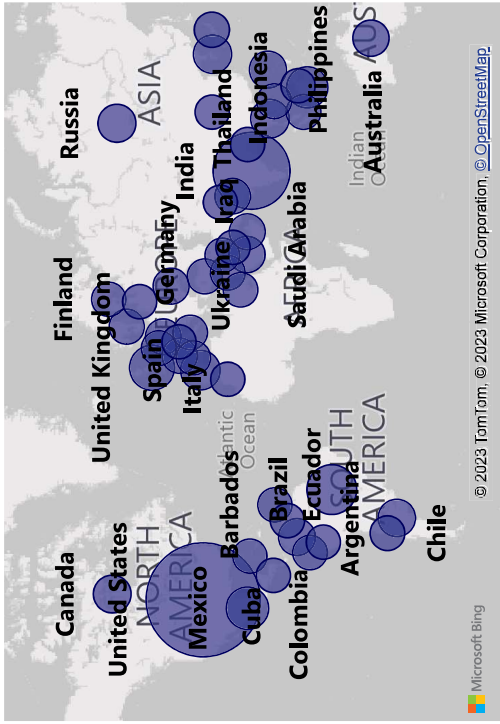 Canada
Finland
Russia
United States
United Kingdom
NORTH
AMERICA
ASIA
Germany
EUROPE
Spain
Italy
India
Mexico
Cuba
Barbados
Atlantic
Ocean
Ukraine
Iraq
Thailand
Indonesia
Philippines
Colombia
Brazil
Ecuador
Saudi Arabia
AFRICA
SOUTH
AMERICA
Argentina
Chile
Indian
Australia
Microsoft Bing
© 2023 TomTom, © 2023 Microsoft Corporation, © OpenStreetMap